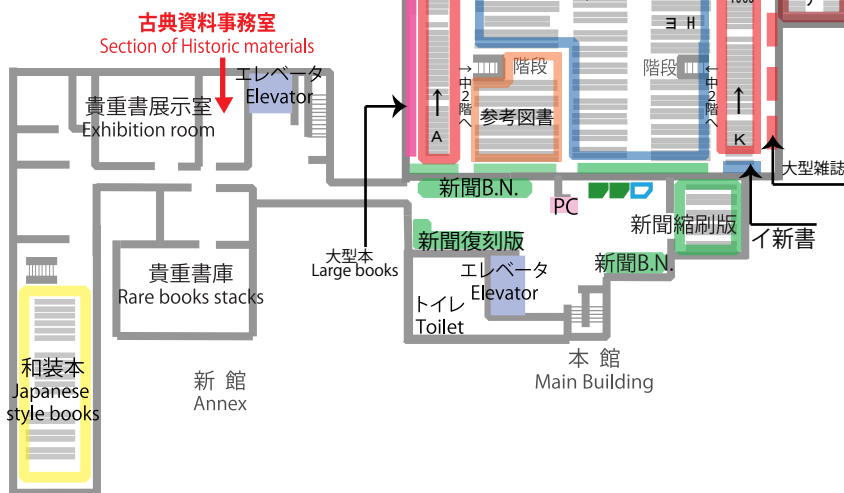 古典資料事務室
Section of Historic materials
エレベータ
Elevator
貴重書展示室
Exhibition room
階段
階段
ヨ H
1000
↑中2階へ
↑
A
参考図書
←中2階へ
↑
K
大型雑誌
新聞B.N.
PC
新聞縮刷版
イ新書
新聞復刻版
大型本
Large books
新聞B.N.
貴重書庫
Rare books stacks
エレベータ
Elevator
トイレ
Toilet
本 館
Main Building
和装本
Japanese
style books
新 館
Annex